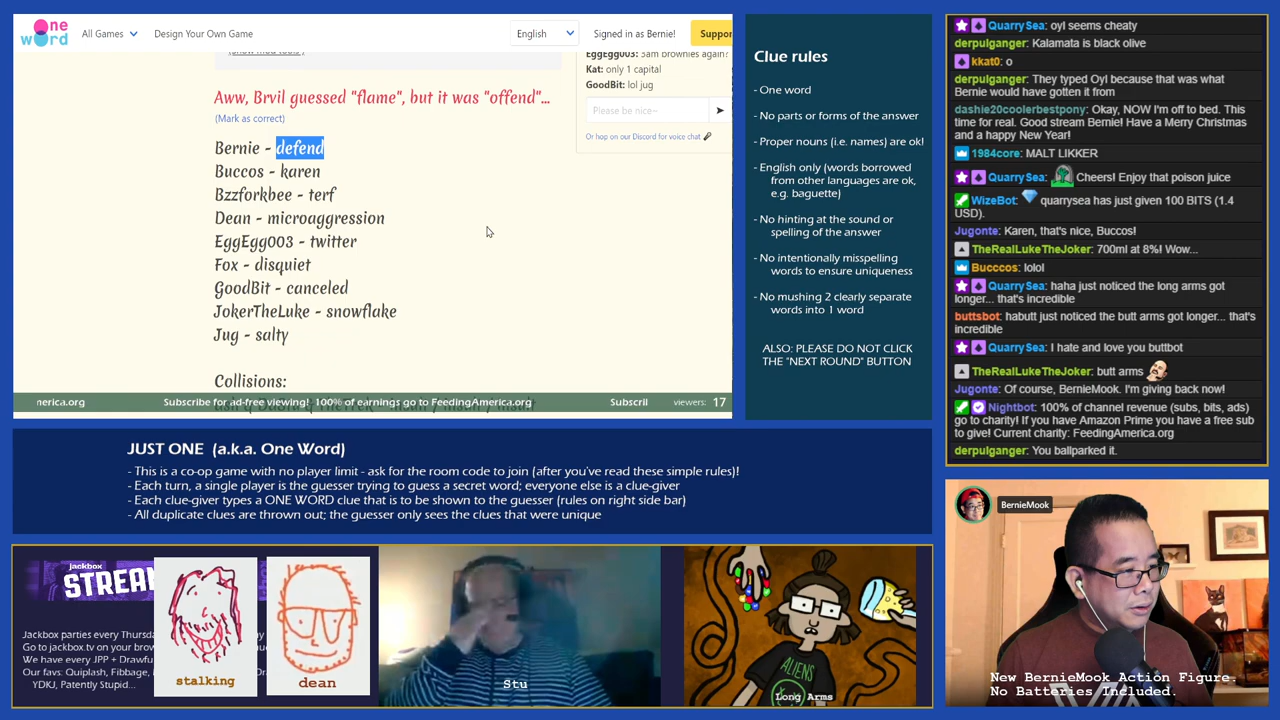 One
word
All Games
Design Your Own Game
English
Signed in as Bernie!
Suppor
(show mod tools )
EggEgg003: 5am brownies again?
Kat: only 1 capital
GoodBit: lol jug
Please be nice~
Or hop on our Discord for voice chat
Aww, Brvil guessed "flame", but it was "offend"...
(Mark as correct)
Bernie - defend
Buccos - karen
Bzzforkbee - terf
Dean - microaggression
EggEgg003 - twitter
Fox - disquiet
GoodBit - canceled
JokerTheLuke - snowflake
Jug - salty
Collisions:
nerica.org
Subscribe for ad-free viewing! 100% of earnings go to FeedingAmerica.org
Subscril
viewers: 17
Clue rules
- One word
- No parts or forms of the answer
- Proper nouns (i.e. names) are ok!
- English only (words borrowed
from other languages are ok,
e.g. baguette)
- No hinting at the sound or
spelling of the answer
- No intentionally misspelling
words to ensure uniqueness
- No mushing 2 clearly separate
words into 1 word
ALSO: PLEASE DO NOT CLICK
THE "NEXT ROUND" BUTTON
QuarrySea: oyl seems cheaty
derpulganger: Kalamata is black olive
kkat0: o
derpulganger: They typed Oyl because that was what
Bernie would have gotten it from
dashie20coolerbestpony: Okay, NOW I'm off to bed. This
time for real. Good stream Bernie! Have a Merry Christmas
and a happy New Year!
1984core: MALT LIKKER
QuarrySea: Cheers! Enjoy that poison juice
WizeBot: quarrysea has just given 100 BITS (1.4
USD).
Jugonte: Karen, that's nice, Buccos!
TheRealLukeTheJoker: 700ml at 8%! Wow...
Bucccos: lolol
QuarrySea: haha just noticed the long arms got
longer... that's incredible
buttsbot: habutt just noticed the butt arms got longer... that's
incredible
QuarrySea: I hate and love you buttbot
TheRealLukeTheJoker: butt arms
Jugonte: Of course, BernieMook. I'm giving back now!
Nightbot: 100% of channel revenue (subs, bits, ads)
go to charity! If you have Amazon Prime you have a free sub
to give! Current charity: FeedingAmerica.org
derpulganger: You ballparked it.
JUST ONE (a.k.a. One Word)
- This is a co-op game with no player limit - ask for the room code to join (after you've read these simple rules)!
- Each turn, a single player is the guesser trying to guess a secret word; everyone else is a clue-giver
- Each clue-giver types a ONE WORD clue that is to be shown to the guesser (rules on right side bar)
- All duplicate clues are thrown out; the guesser only sees the clues that were unique
jackbox
STREA
Jackbox parties every Thursda
Go to jackbox.tv on your brow
We have every JPP + Drawfu
Our favs: Quiplash, Fibbage,
YDKJ, Patently Stupid...
stalking
dean
Stu
ALIENS
Long Arms
BernieMook
New BernieMook Action Figure.
No Batteries Included.